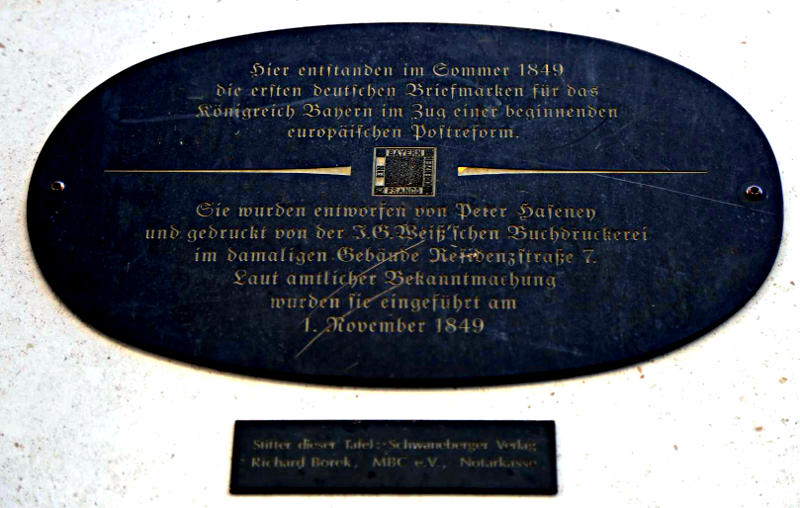 Hier entstanden im Sommer 1849
die ersten deutschen Briefmarken für das
Königreich Bayern im Zug einer beginnenden
europäischen Postreform.
BAYERN
FRANCO
Sie wurden entworfen von Peter Haseney
und gedruckt von der J.G.Weiß'schen Buchdruckerei
im damaligen Gebäude Residenzstraße 7.
Laut amtlicher Bekanntmachung
wurden sie eingeführt am
1. November 1849
Stifter dieser Tafel: Schwaneberger Verlag
Richard Borek, MBC e.V., Notarkasse